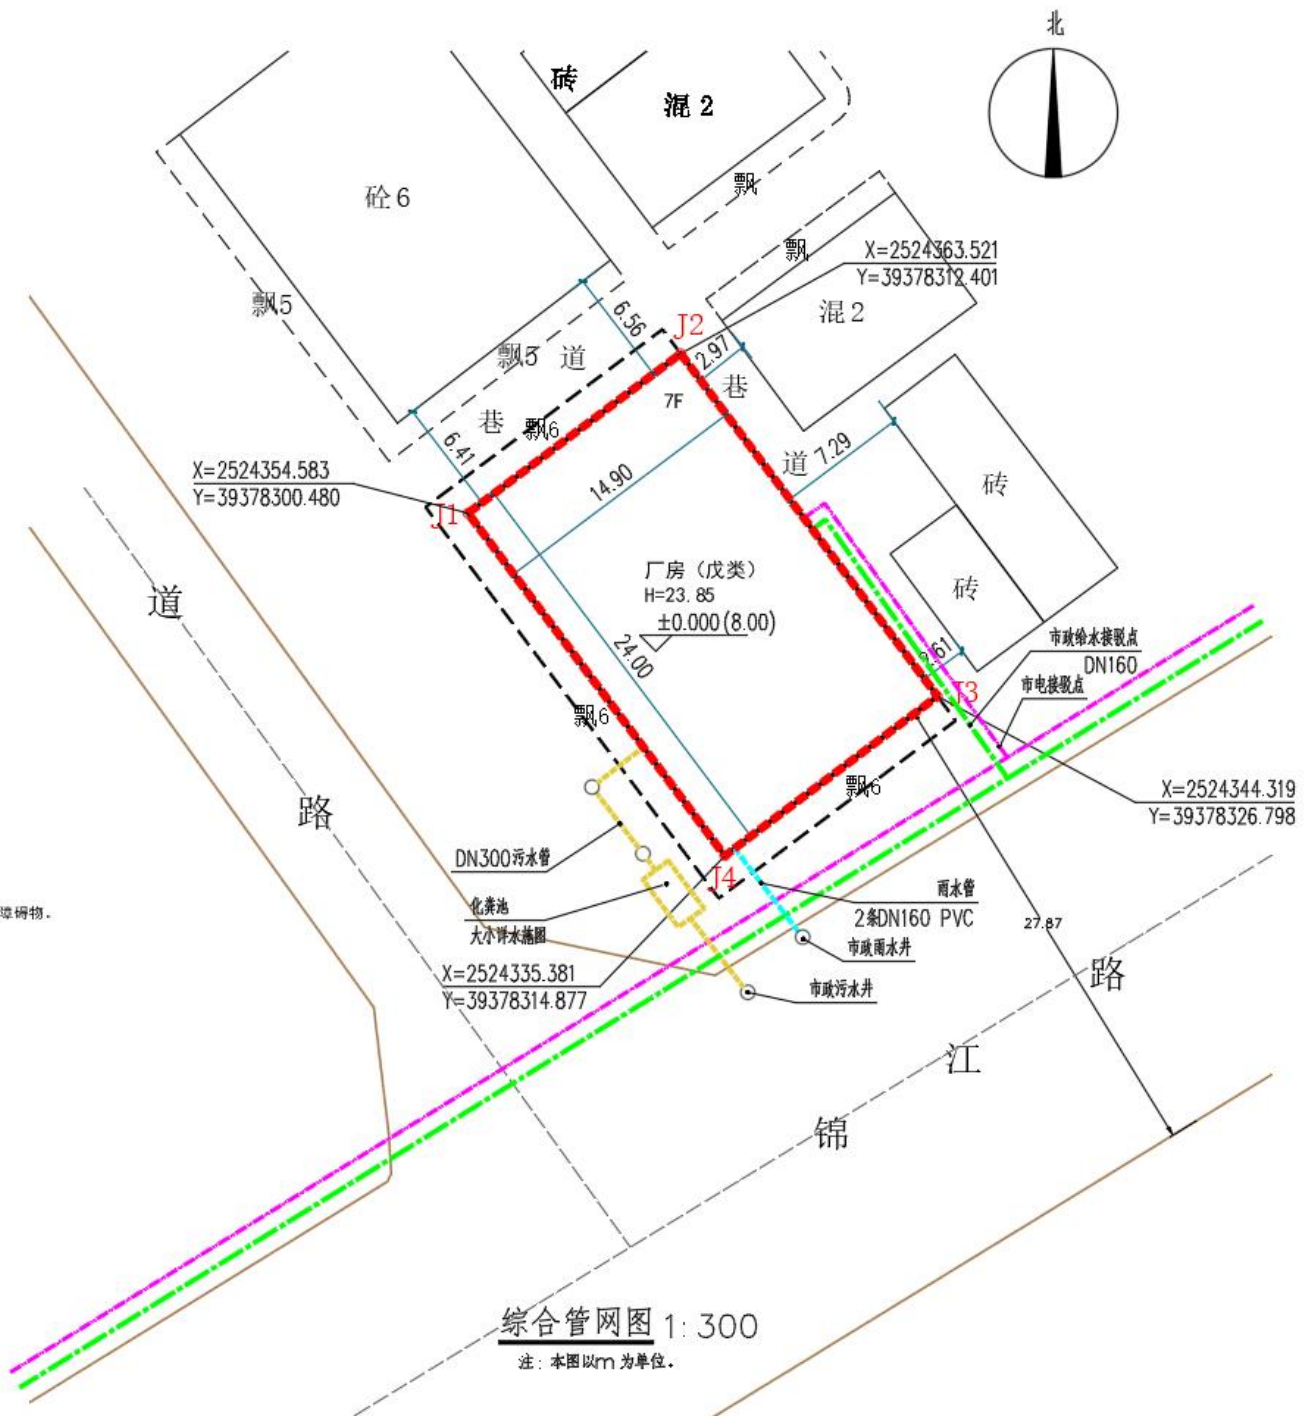 北
砖
混 2
飘
砼 6
飘
X=2524363.521
Y=39378312.401
飘5
混 2
6.56
J2
飘5
道
2.97
7F
巷
巷
飘6
6.41
道
7.29
X=2524354.583
Y=39378300.480
14.90
砖
J1
厂房（戊类）
H=23.85
±0.000(8.00)
砖
道
24.00
市政给水接驳点
DN160
市电接驳点
J3
飘6
飘6
X=2524344.319
Y=39378326.798
路
DN300污水管
J4
雨水管
2条DN160 PVC
化粪池
大小详水施图
障碍物。
27.87
市政雨水井
X=2524335.381
Y=39378314.877
市政污水井
路
江
锦
综合管网图 1:300
注：本图以m为单位。